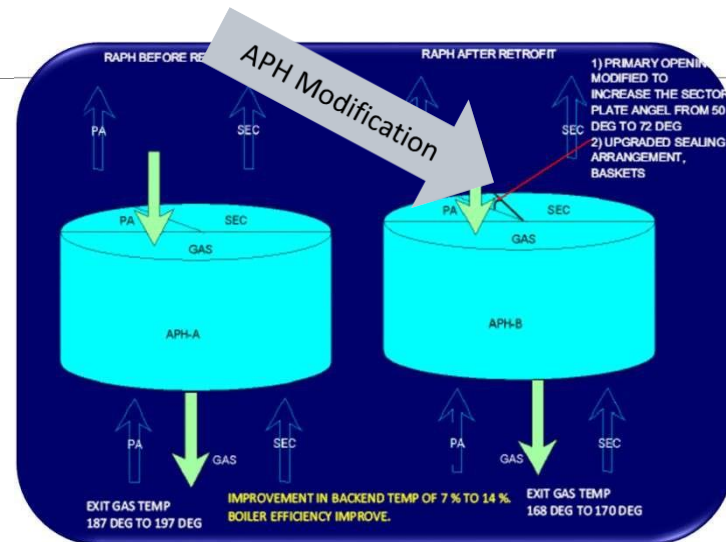 RAPH BEFORE RE
RAPH AFTER RETROFIT
APH Modification
1) PRIMARY OPENIN
MODIFIED TO
INCREASE THE SECTOR
PLATE ANGEL FROM 50
DEG TO 72 DEG
2) UPGRADED SEALING
ARRANGEMENT,
BASKETS
PA
SEC
SEC
PA
SEC
GAS
APH-A
PA
SEC
GAS
APH-B
PA
SEC
GAS
PA
SEC
GAS
EXIT GAS TEMP
187 DEG TO 197 DEG
IMPROVEMENT IN BACKEND TEMP OF 7 % TO 14 %.
BOILER EFFICIENCY IMPROVE.
EXIT GAS TEMP
168 DEG TO 170 DEG